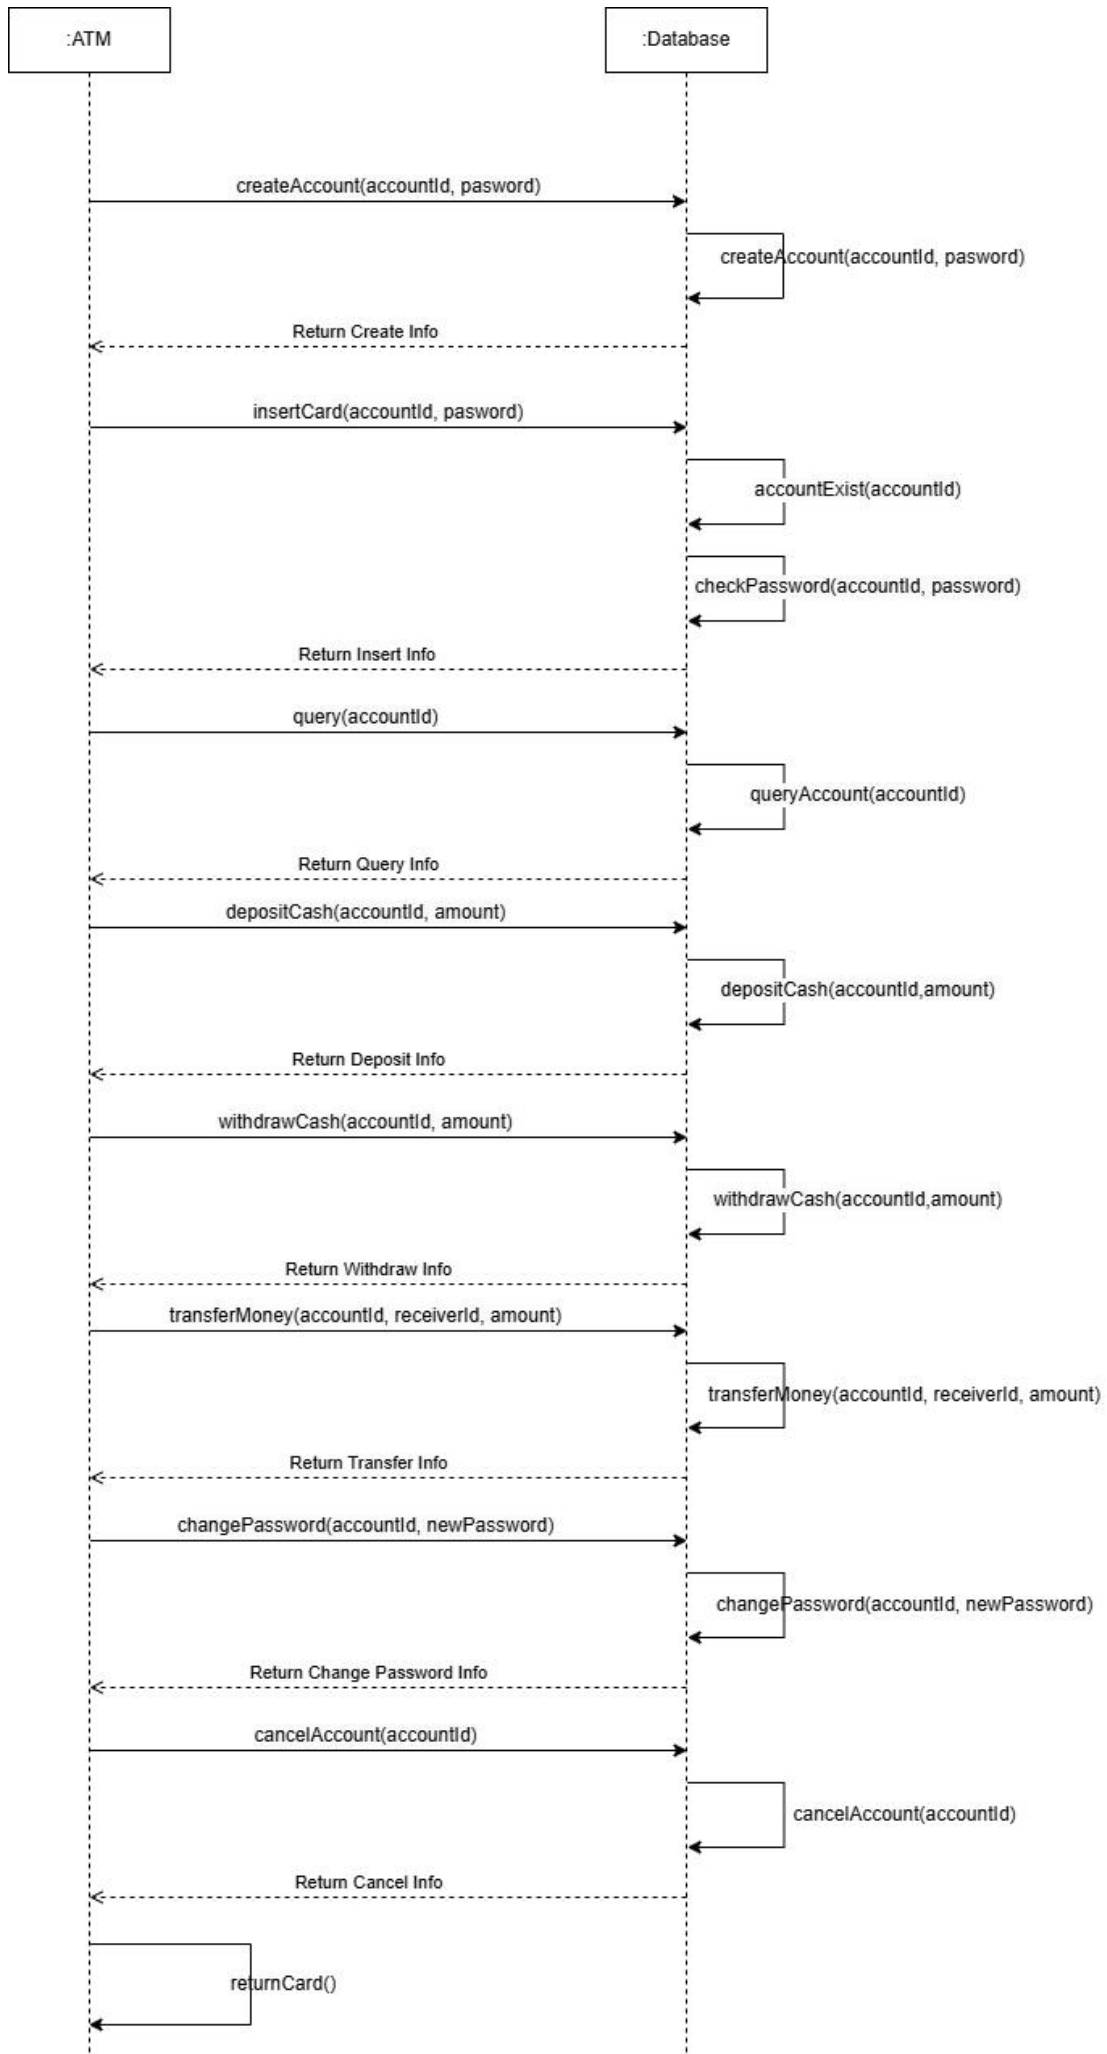 :ATM
:Database
createAccount(accountId, pasword)
createAccount(accountId, pasword)
Return Create Info
insertCard(accountId, pasword)
accountExist(accountId)
checkPassword(accountId, password)
Return Insert Info
query(accountId)
queryAccount(accountId)
Return Query Info
depositCash(accountId, amount)
depositCash(accountId,amount)
Return Deposit Info
withdrawCash(accountId, amount)
withdrawCash(accountId,amount)
Return Withdraw Info
transferMoney(accountId, receiverId, amount)
transferMoney(accountId, receiverId, amount)
Return Transfer Info
changePassword(accountId, newPassword)
changePassword(accountId, newPassword)
Return Change Password Info
cancelAccount(accountId)
cancelAccount(accountId)
Return Cancel Info
returnCard()